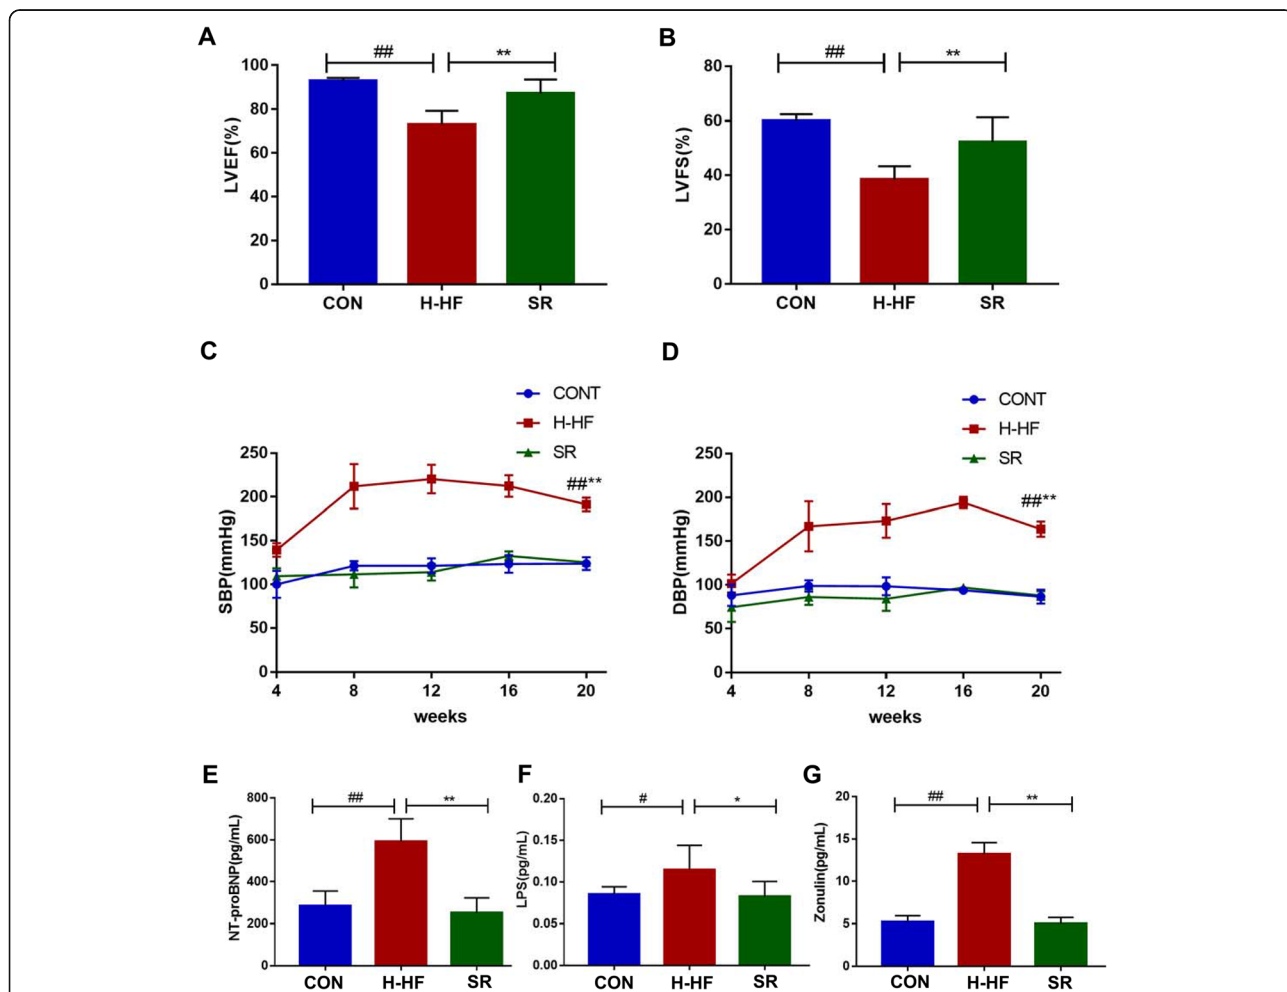 A
##
**
LVEF(%)
100
80
60
40
20
0
CON
H-HF
SR
B
##
**
LVFS(%)
80
60
40
20
0
CON
H-HF
SR
C
CONT
H-HF
SR
##**
SBP(mmHg)
250
200
150
100
50
0
4
8
12
16
20
weeks
D
CONT
H-HF
SR
##**
DBP(mmHg)
250
200
150
100
50
0
4
8
12
16
20
weeks
E
##
**
NT-proBNP(pg/mL)
800
600
400
200
0
CON
H-HF
SR
F
#
*
LPS(pg/mL)
0.20
0.15
0.10
0.05
0.00
CON
H-HF
SR
G
##
**
Zonulin(pg/mL)
20
15
10
5
0
CON
H-HF
SR